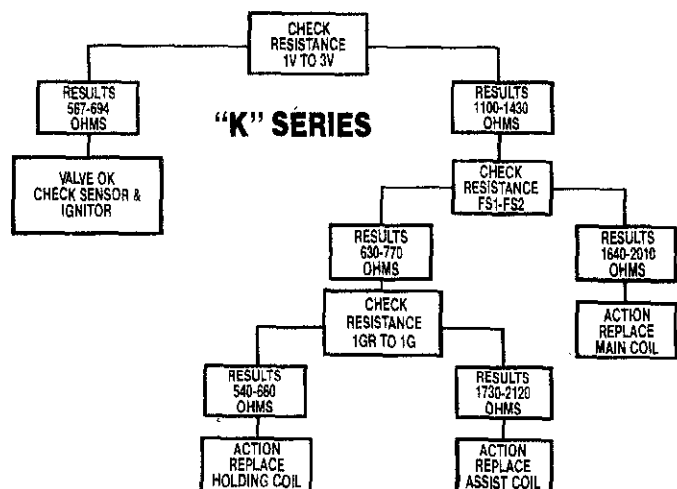 CHECK
RESISTANCE
1V TO 3V
RESULTS
567-694
OHMS
"K" SÉRIES
RESULTS
1100-1430
OHMS
VALVE OK
CHECK SENSOR &
IGNITOR
CHECK
RESISTANCE
FS1-FS2
RESULTS
630-770
OHMS
RESULTS
1640-2010
OHMS
CHECK
RESISTANCE
1GR TO 1G
ACTION
REPLACE
MAIN COIL
RESULTS
540-660
OHMS
RESULTS
1730-2120
OHMS
ACTION
REPLACE
HOLDING COIL
ACTION
REPLACE
ASSIST COIL